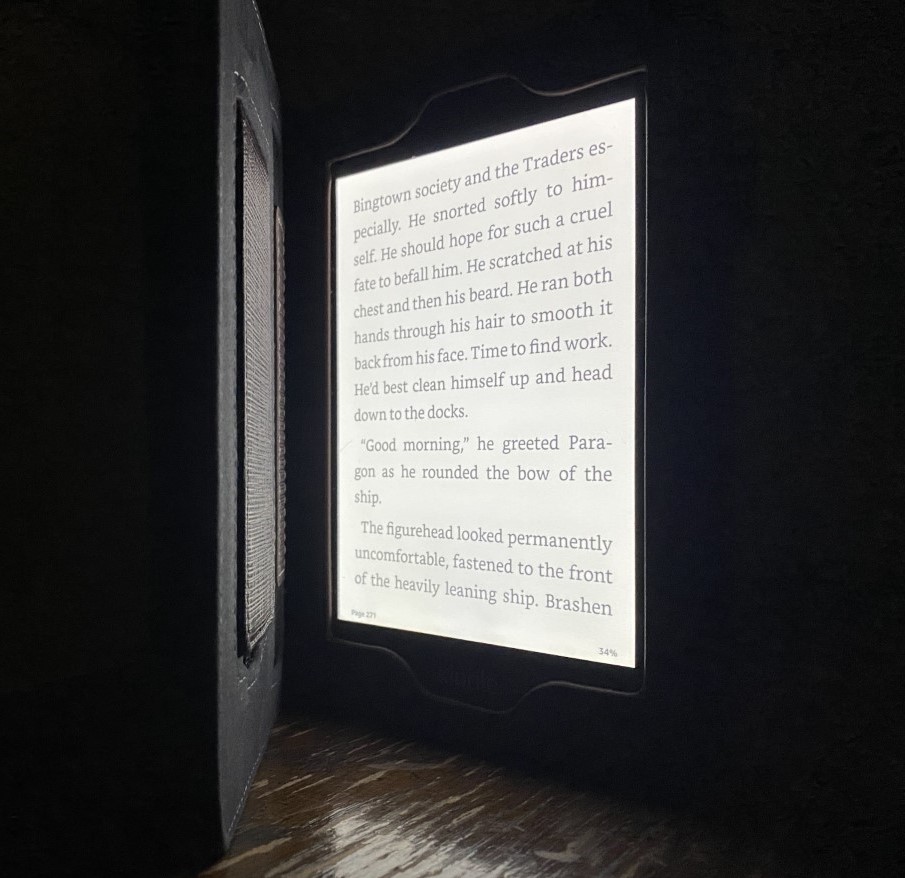 Bingtown society and the Traders es-
pecially. He snorted softly to him-
self. He should hope for such a cruel
fate to befall him. He scratched at his
chest and then his beard. He ran both
hands through his hair to smooth it
back from his face. Time to find work.
He'd best clean himself up and head
down to the docks.
“Good morning,” he greeted Para-
gon as he rounded the bow of the
ship.
The figurehead looked permanently
uncomfortable, fastened to the front
of the heavily leaning ship. Brashen
Page 271
34%